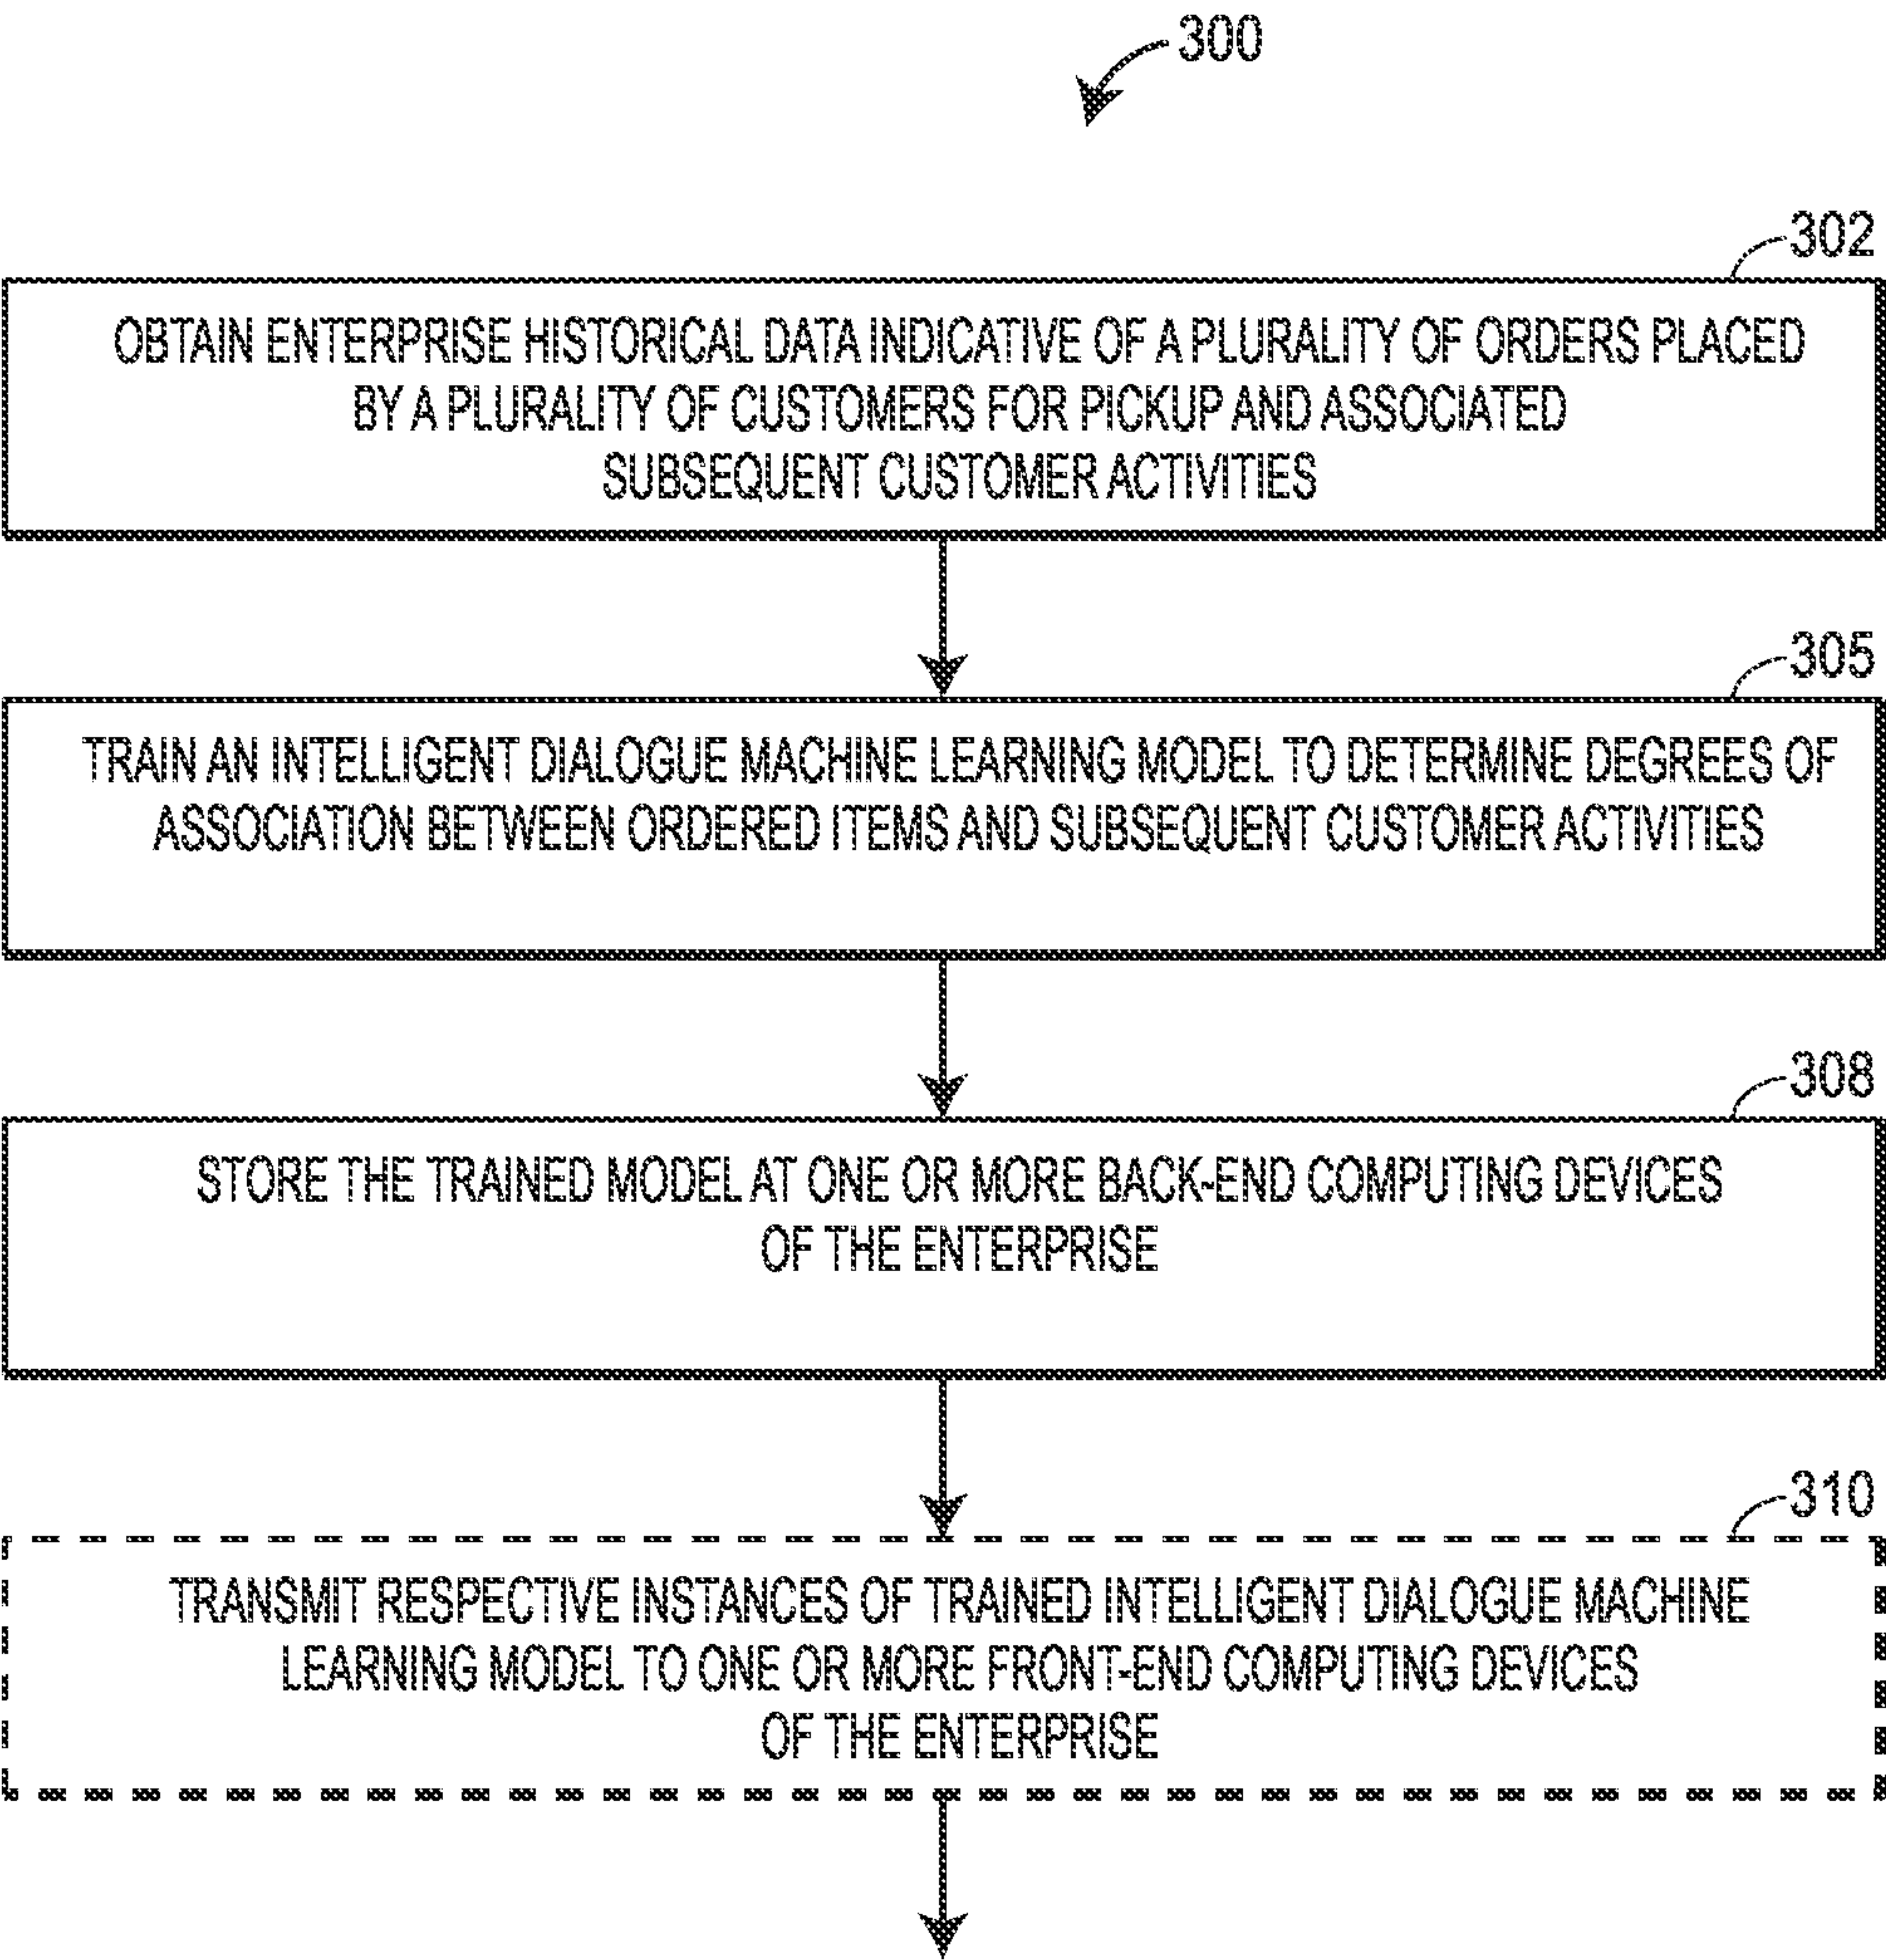 300
302
OBTAIN ENTERPRISE HISTORICAL DATA INDICATIVE OF A PLURALITY OF ORDERS PLACED
BY A PLURALITY OF CUSTOMERS FOR PICKUP AND ASSOCIATED
SUBSEQUENT CUSTOMER ACTIVITIES
305
TRAIN AN INTELLIGENT DIALOGUE MACHINE LEARNING MODEL TO DETERMINE DEGREES OF
ASSOCIATION BETWEEN ORDERED ITEMS AND SUBSEQUENT CUSTOMER ACTIVITIES
308
STORE THE TRAINED MODEL AT ONE OR MORE BACK-END COMPUTING DEVICES
OF THE ENTERPRISE
310
TRANSMIT RESPECTIVE INSTANCES OF TRAINED INTELLIGENT DIALOGUE MACHINE
LEARNING MODEL TO ONE OR MORE FRONT-END COMPUTING DEVICES
OF THE ENTERPRISE